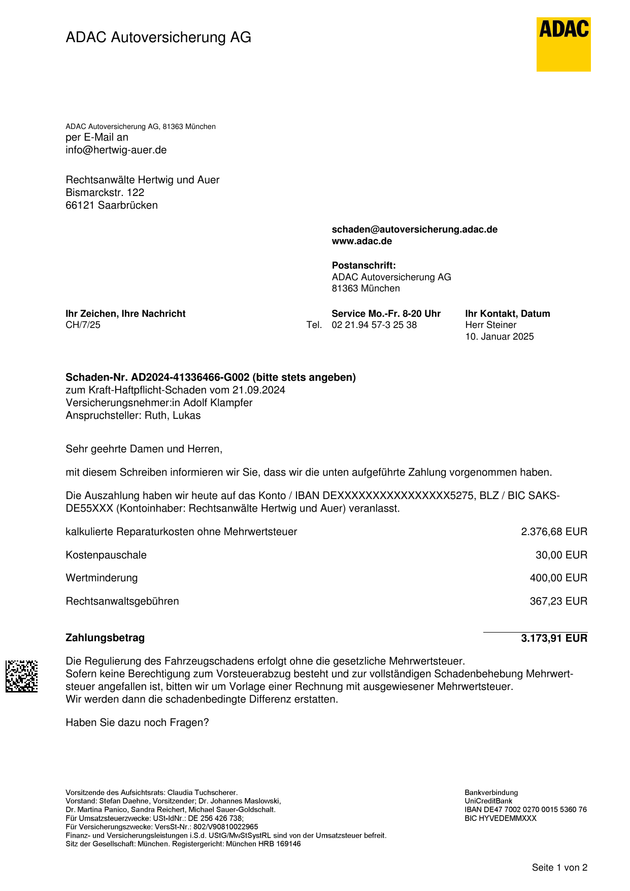 ADAC Autoversicherung AG
ADAC
ADAC Autoversicherung AG, 81363 München
per E-Mail an
info@hertwig-auer.de
Rechtsanwälte Hertwig und Auer
Bismarckstr. 122
66121 Saarbrücken
schaden@autoversicherung.adac.de
www.adac.de
Postanschrift:
ADAC Autoversicherung AG
81363 München
Ihr Zeichen, Ihre Nachricht Service Mo.-Fr. 8-20 Uhr Ihr Kontakt, Datum
CH/7/25 Tel. 02 21.94 57-3 25 38 Herr Steiner
10. Januar 2025
Schaden-Nr. AD2024-41336466-G002 (bitte stets angeben)
zum Kraft-Haftpflicht-Schaden vom 21.09.2024
Versicherungsnehmer:in Adolf Klampfer
Anspruchsteller: Ruth, Lukas
Sehr geehrte Damen und Herren,
mit diesem Schreiben informieren wir Sie, dass wir die unten aufgeführte Zahlung vorgenommen haben.
Die Auszahlung haben wir heute auf das Konto / IBAN DEXXXXXXXXXXXXXXXX5275, BLZ / BIC SAKS-
DE55XXX (Kontoinhaber: Rechtsanwälte Hertwig und Auer) veranlasst.
kalkulierte Reparaturkosten ohne Mehrwertsteuer 2.376,68 EUR
Kostenpauschale 30,00 EUR
Wertminderung 400,00 EUR
Rechtsanwaltsgebühren 367,23 EUR
Zahlungsbetrag 3.173,91 EUR
Die Regulierung des Fahrzeugschadens erfolgt ohne die gesetzliche Mehrwertsteuer.
Sofern keine Berechtigung zum Vorsteuerabzug besteht und zur vollständigen Schadenbehebung Mehrwert-
steuer angefallen ist, bitten wir um Vorlage einer Rechnung mit ausgewiesener Mehrwertsteuer.
Wir werden dann die schadenbedingte Differenz erstatten.
Haben Sie dazu noch Fragen?
Vorsitzende des Aufsichtsrats: Claudia Tuchscherer.
Vorstand: Stefan Daehne, Vorsitzender; Dr. Johannes Maslowski,
Dr. Martina Panico, Sandra Reichert, Michael Sauer-Goldschalt.
Für Umsatzsteuerzwecke: USt-IdNr.: DE 256 426 738;
Für Versicherungszwecke: VersSt-Nr.: 802/V90810022965
Finanz- und Versicherungsleistungen i.S.d. UStG/MwStSystRL sind von der Umsatzsteuer befreit.
Sitz der Gesellschaft: München. Registergericht: München HRB 169146
Bankverbindung
UniCreditBank
IBAN DE47 7002 0270 0015 5360 76
BIC HYVEDEMMXXX
Seite 1 von 2